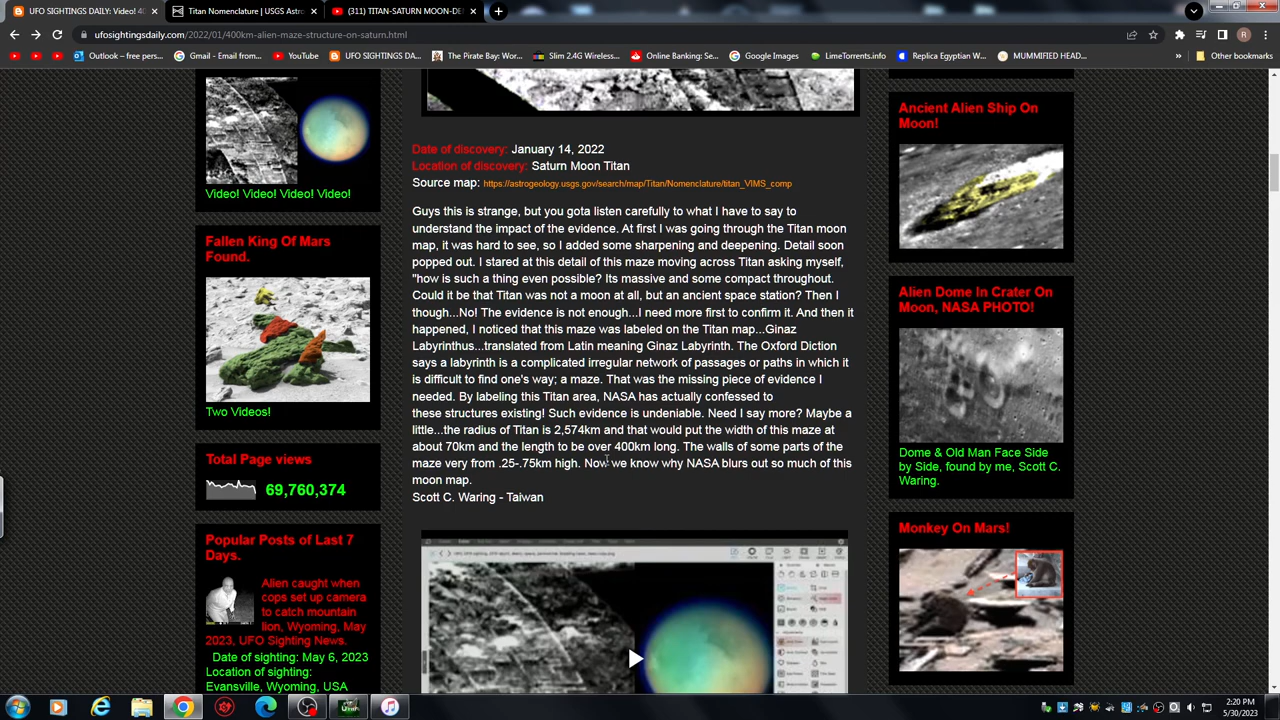 UFO SIGHTINGS DAILY: Video! 40
Titan Nomenclature | USGS Astro
(311) TITAN-SATURN MOON-DE
ufosightingsdaily.com/2022/01/400km-alien-maze-structure-on-saturn.html
Outlook – free pers...
Gmail - Email from...
YouTube
UFO SIGHTINGS DA...
The Pirate Bay: Wor...
Slim 2.4G Wireless...
Online Banking: Se...
Google Images
LimeTorrents.info
Replica Egyptian W...
MUMMIFIED HEAD...
»
Other bookmarks
Video! Video! Video! Video!
Fallen King Of Mars
Found.
Two Videos!
Total Page views
69,760,374
Popular Posts of Last 7
Days.
Alien caught when
cops set up camera
to catch mountain
lion, Wyoming, May
2023, UFO Sighting News.
Date of sighting: May 6, 2023
Location of sighting:
Evansville, Wyoming, USA
Date of discovery: January 14, 2022
Location of discovery: Saturn Moon Titan
Source map: https://astrogeology.usgs.gov/search/map/Titan/Nomenclature/titan_VIMS_comp
Guys this is strange, but you gota listen carefully to what I have to say to
understand the impact of the evidence. At first I was going through the Titan moon
map, it was hard to see, so I added some sharpening and deepening. Detail soon
popped out. I stared at this detail of this maze moving across Titan asking myself,
"how is such a thing even possible? Its massive and some compact throughout.
Could it be that Titan was not a moon at all, but an ancient space station? Then I
though...No! The evidence is not enough...I need more first to confirm it. And then it
happened, I noticed that this maze was labeled on the Titan map...Ginaz
Labyrinthus...translated from Latin meaning Ginaz Labyrinth. The Oxford Diction
says a labyrinth is a complicated irregular network of passages or paths in which it
is difficult to find one's way; a maze. That was the missing piece of evidence I
needed. By labeling this Titan area, NASA has actually confessed to
these structures existing! Such evidence is undeniable. Need I say more? Maybe a
little...the radius of Titan is 2,574km and that would put the width of this maze at
about 70km and the length to be over 400km long. The walls of some parts of the
maze very from .25-.75km high. Now we know why NASA blurs out so much of this
moon map.
Scott C. Waring - Taiwan
Ancient Alien Ship On
Moon!
Alien Dome In Crater On
Moon, NASA PHOTO!
Dome & Old Man Face Side
by Side, found by me, Scott C.
Waring.
Monkey On Mars!
2:20 PM
5/30/2023